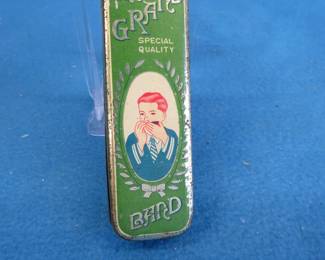 GRAND
SPECIAL
QUALITY
BAND